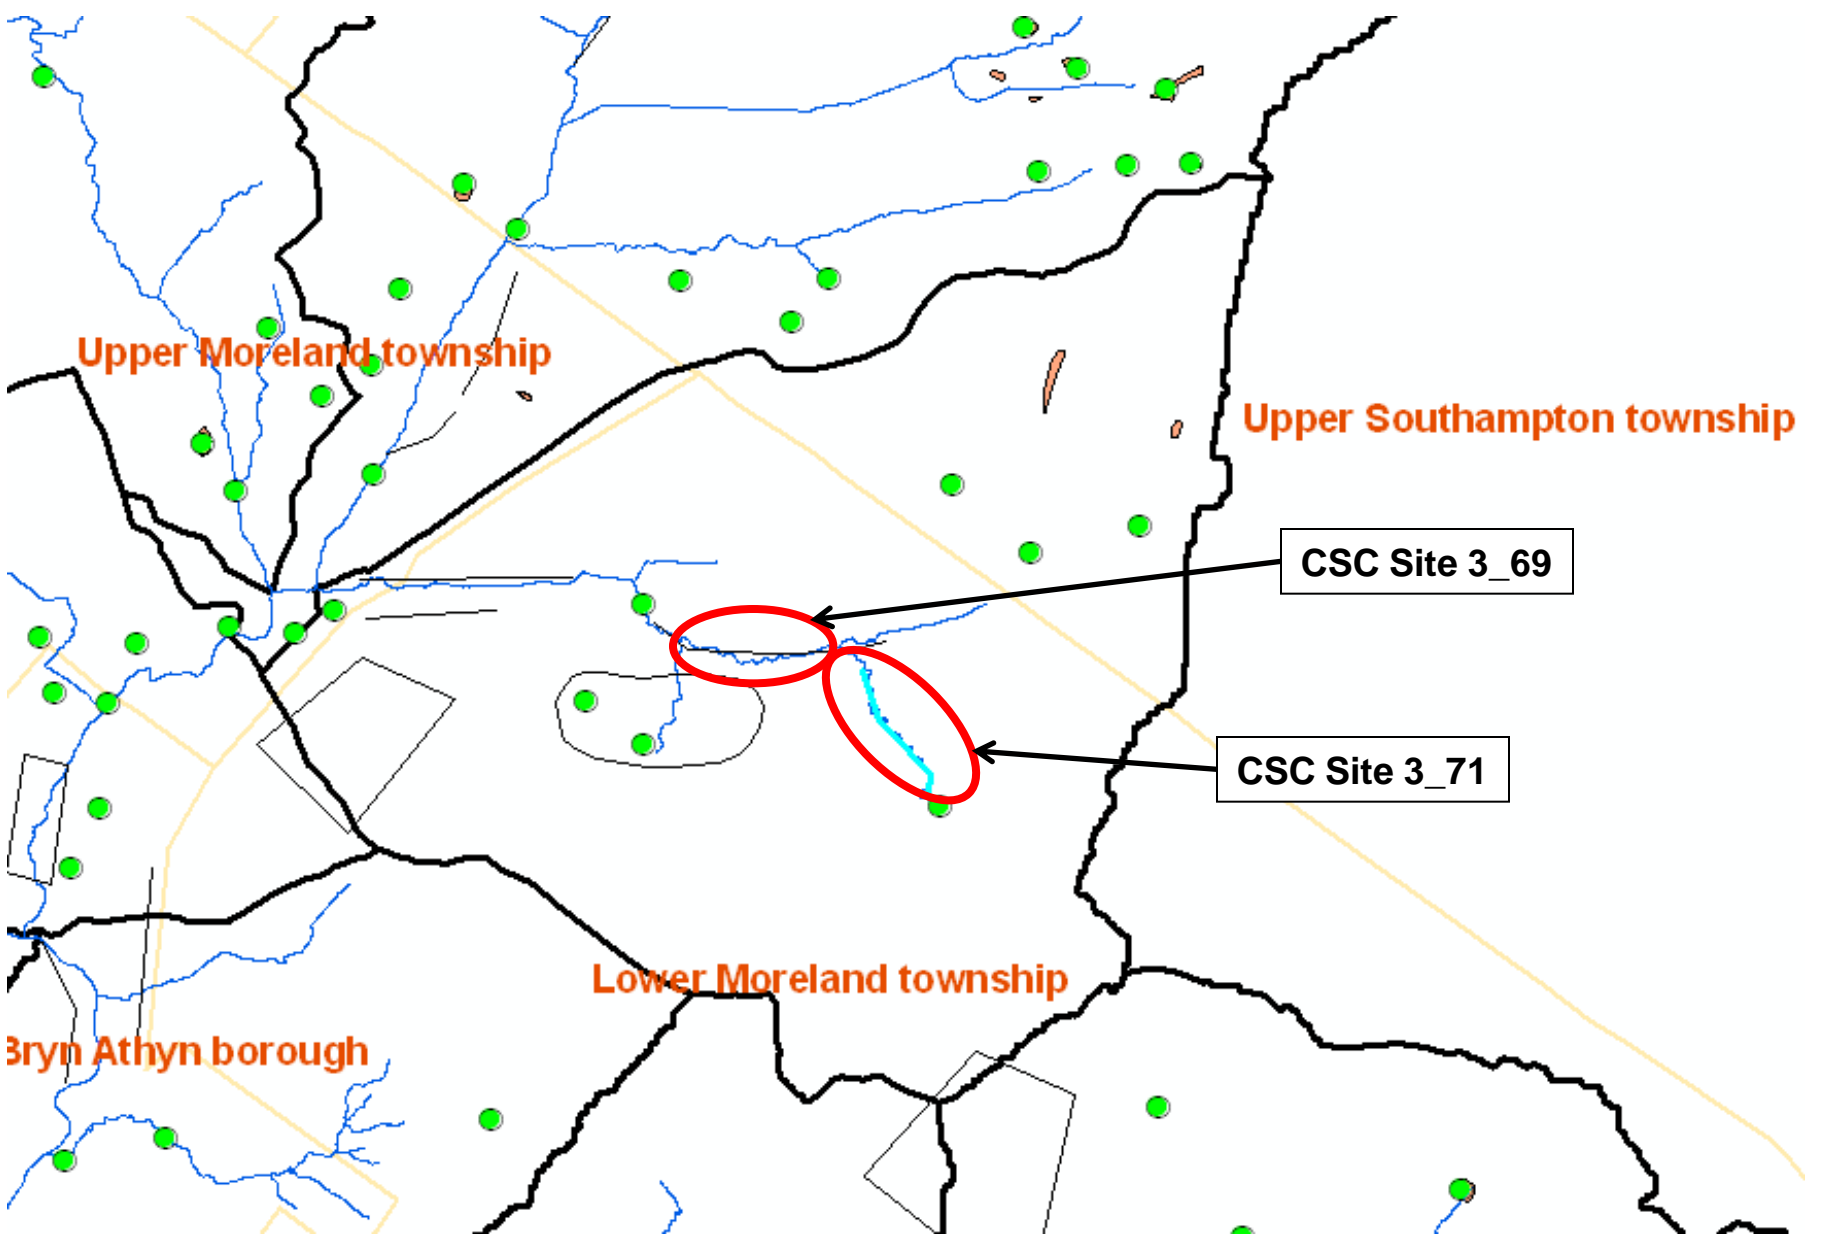 Upper Moreland township
Upper Southampton township
CSC Site 3_69
CSC Site 3_71
Lower Moreland township
Bryn Athyn borough